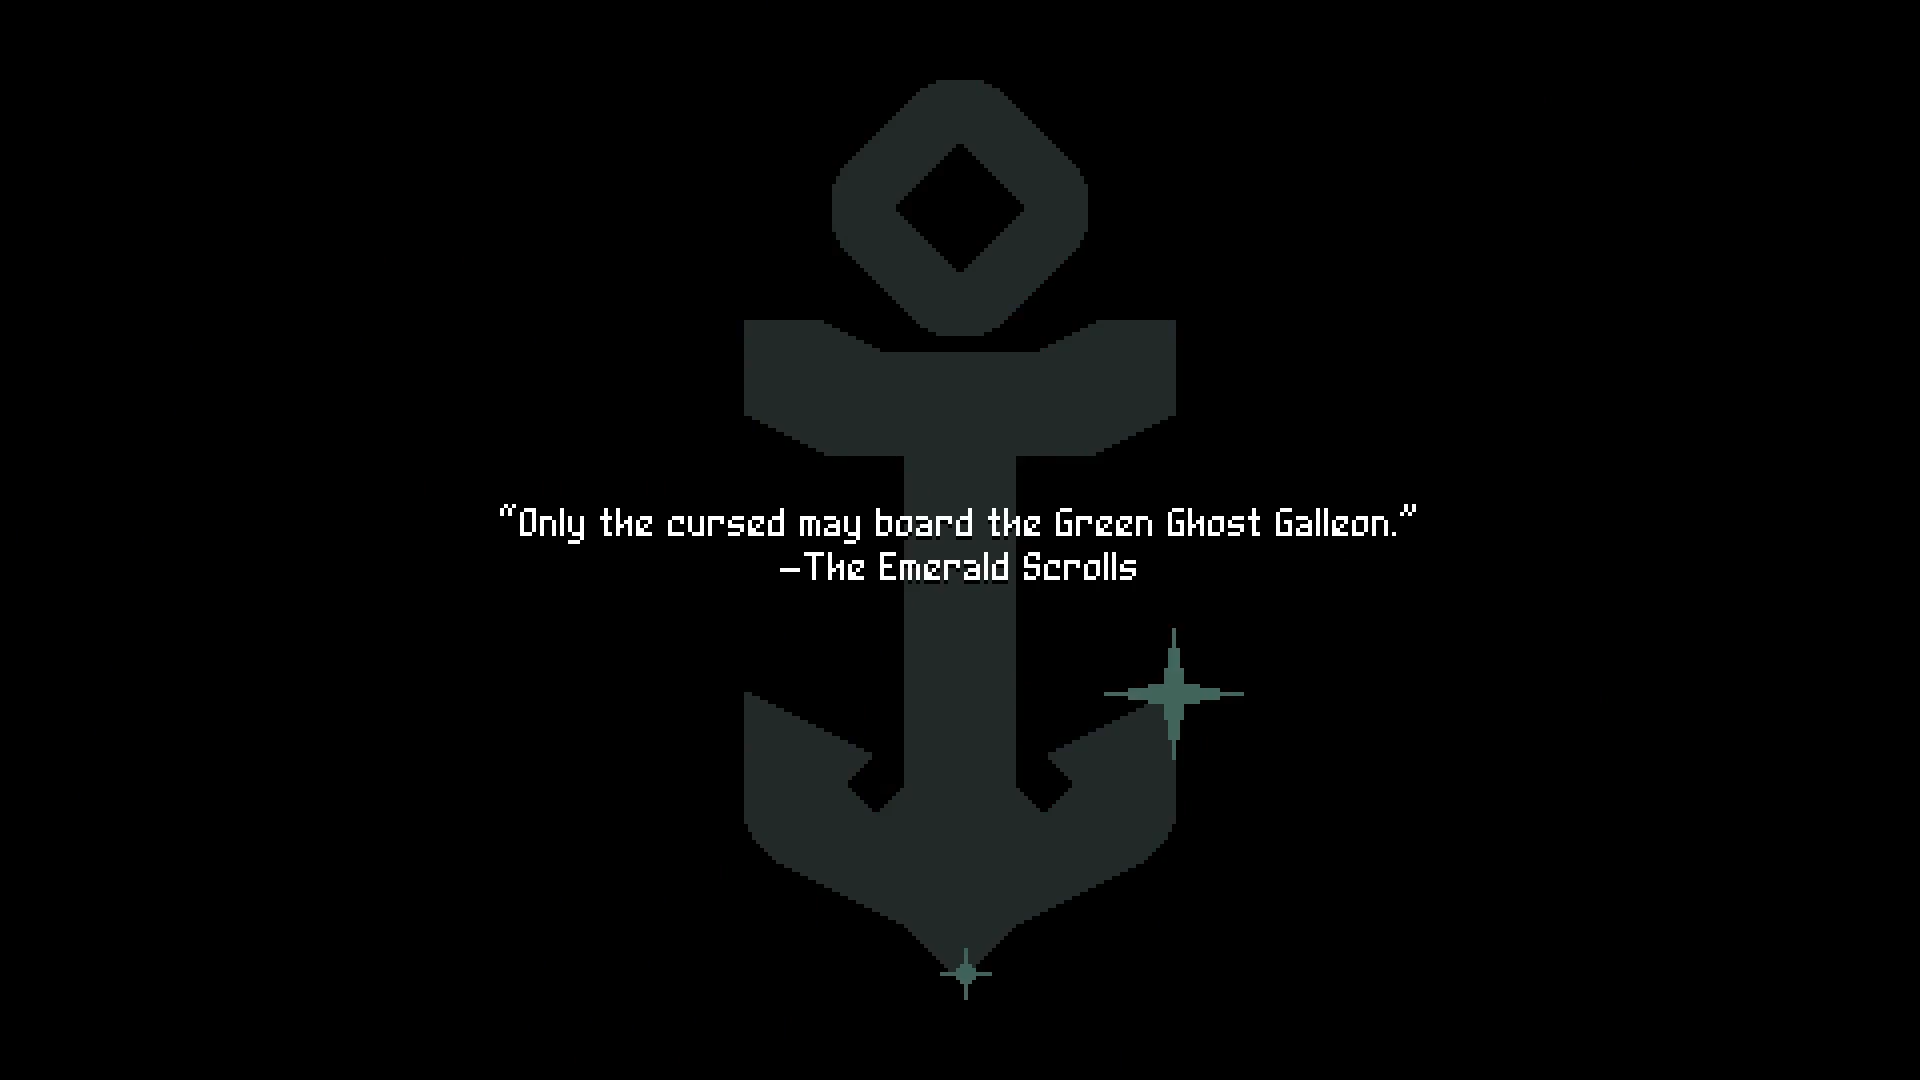 “Only the cursed may board the Green Ghost Galleon.”
—The Emerald Scrolls